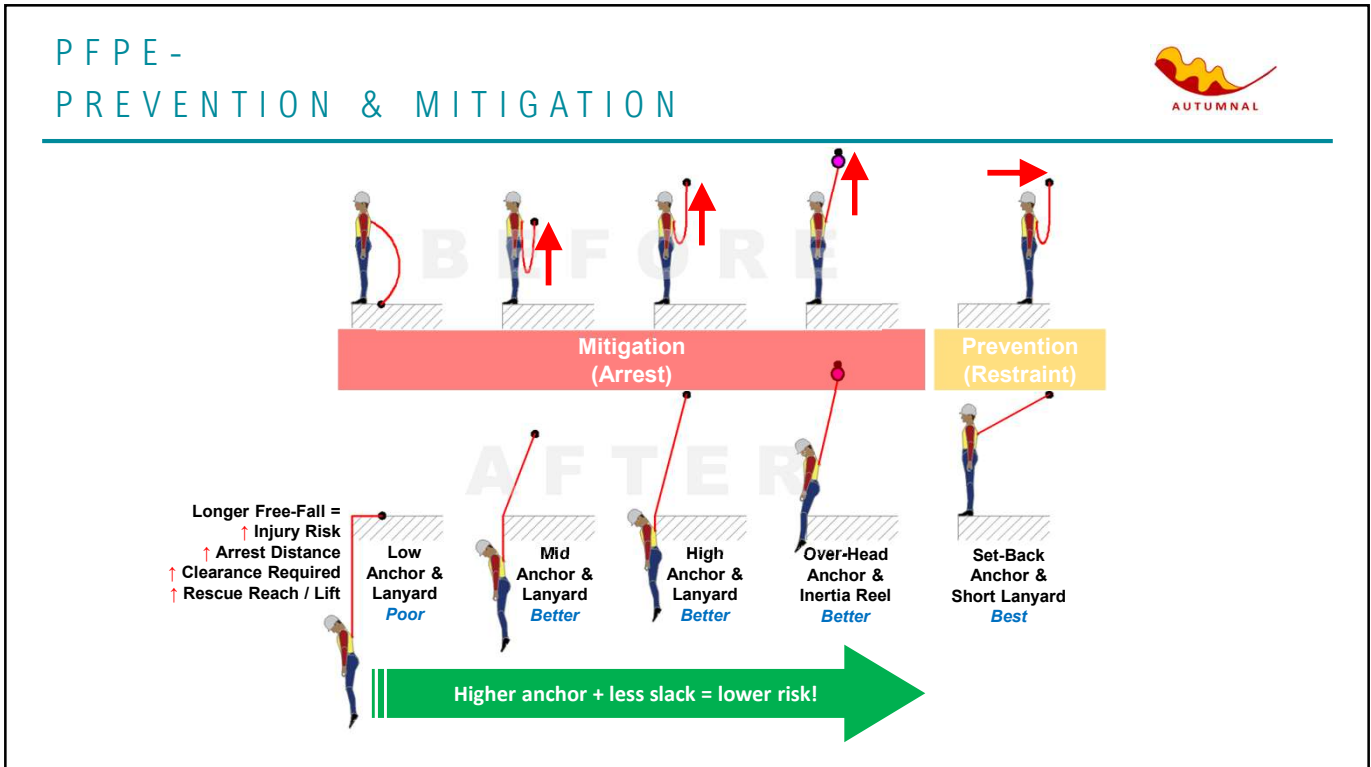 PFPE-
PREVENTION & MITIGATION
AUTUMNAL
BEFORE
Mitigation
(Arrest)
Prevention
(Restraint)
AFTER
Longer Free-Fall =
↑ Injury Risk
↑ Arrest Distance
↑ Clearance Required
↑ Rescue Reach / Lift
Low
Anchor &
Lanyard
Poor
Mid
Anchor &
Lanyard
Better
High
Anchor &
Lanyard
Better
Over-Head
Anchor &
Inertia Reel
Better
Set-Back
Anchor &
Short Lanyard
Best
Higher anchor + less slack = lower risk!